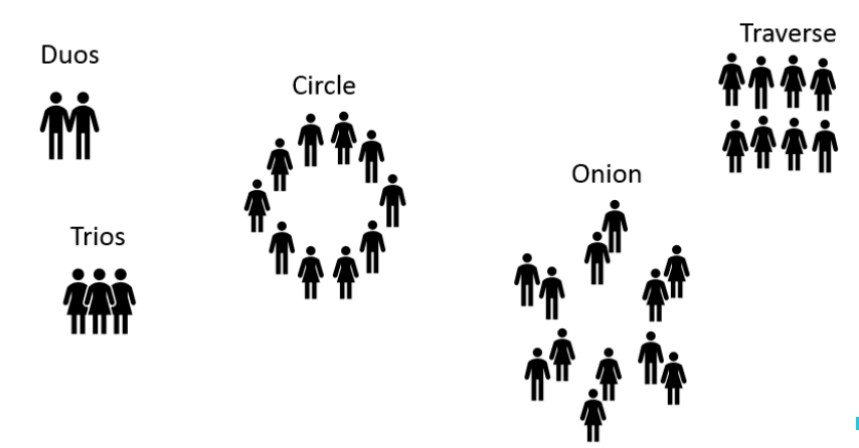 Duos
Circle
Traverse
Trios
Onion